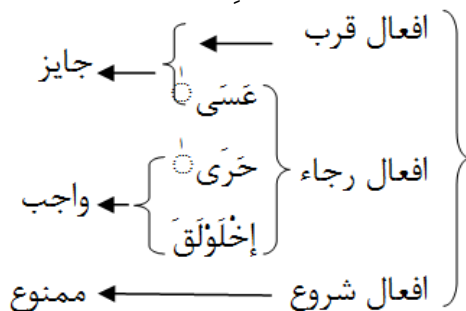 افعال قرب
جایز
عَسَی
افعال رجاء
حَرَی
واجب
إخْلَوْلَقَ
افعال شروع
ممنوع